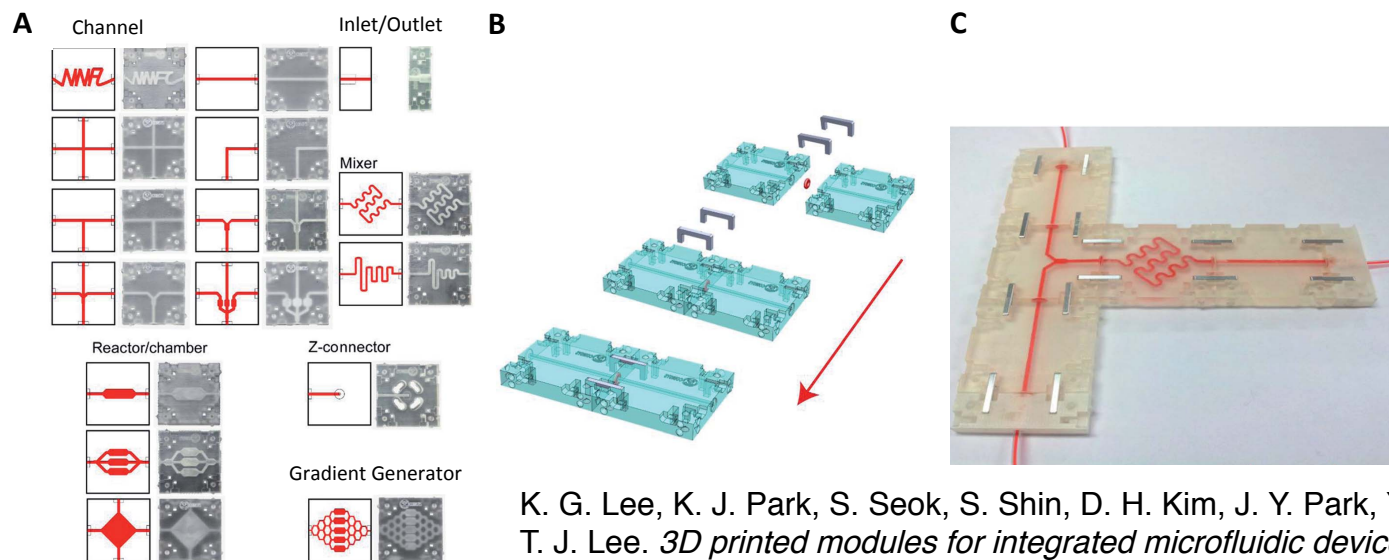 A
Channel
Inlet/Outlet
B
C
Mixer
Reactor/chamber
Z-connector
Gradient Generator
K. G. Lee, K. J. Park, S. Seok, S. Shin, D. H. Kim, J. Y. Park,
T. J. Lee. 3D printed modules for integrated microfluidic